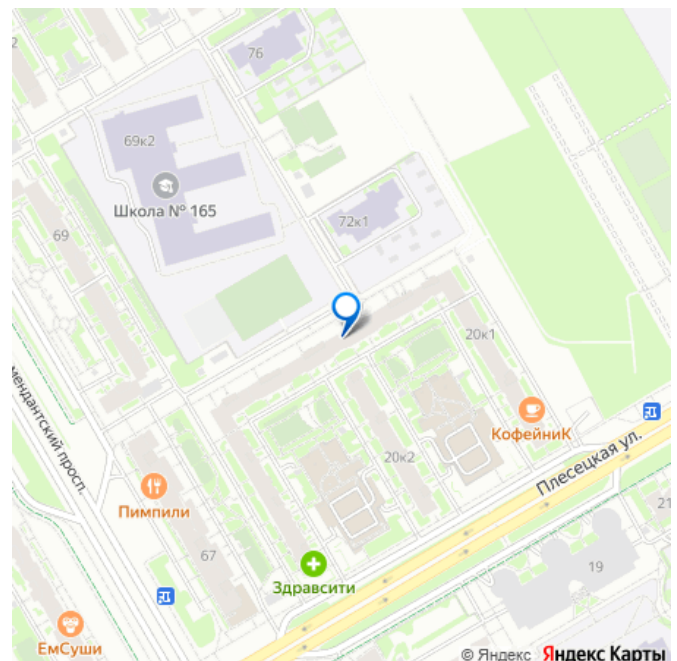 2
76
69к2
Школа № 165
69
72к1
20к1
мендантский просп.
КофейниК
20к2
Плесецкая ул.
Пимпили
67
21
19
Здравсити
ЕмСуши
© Яндекс Яндекс Карты